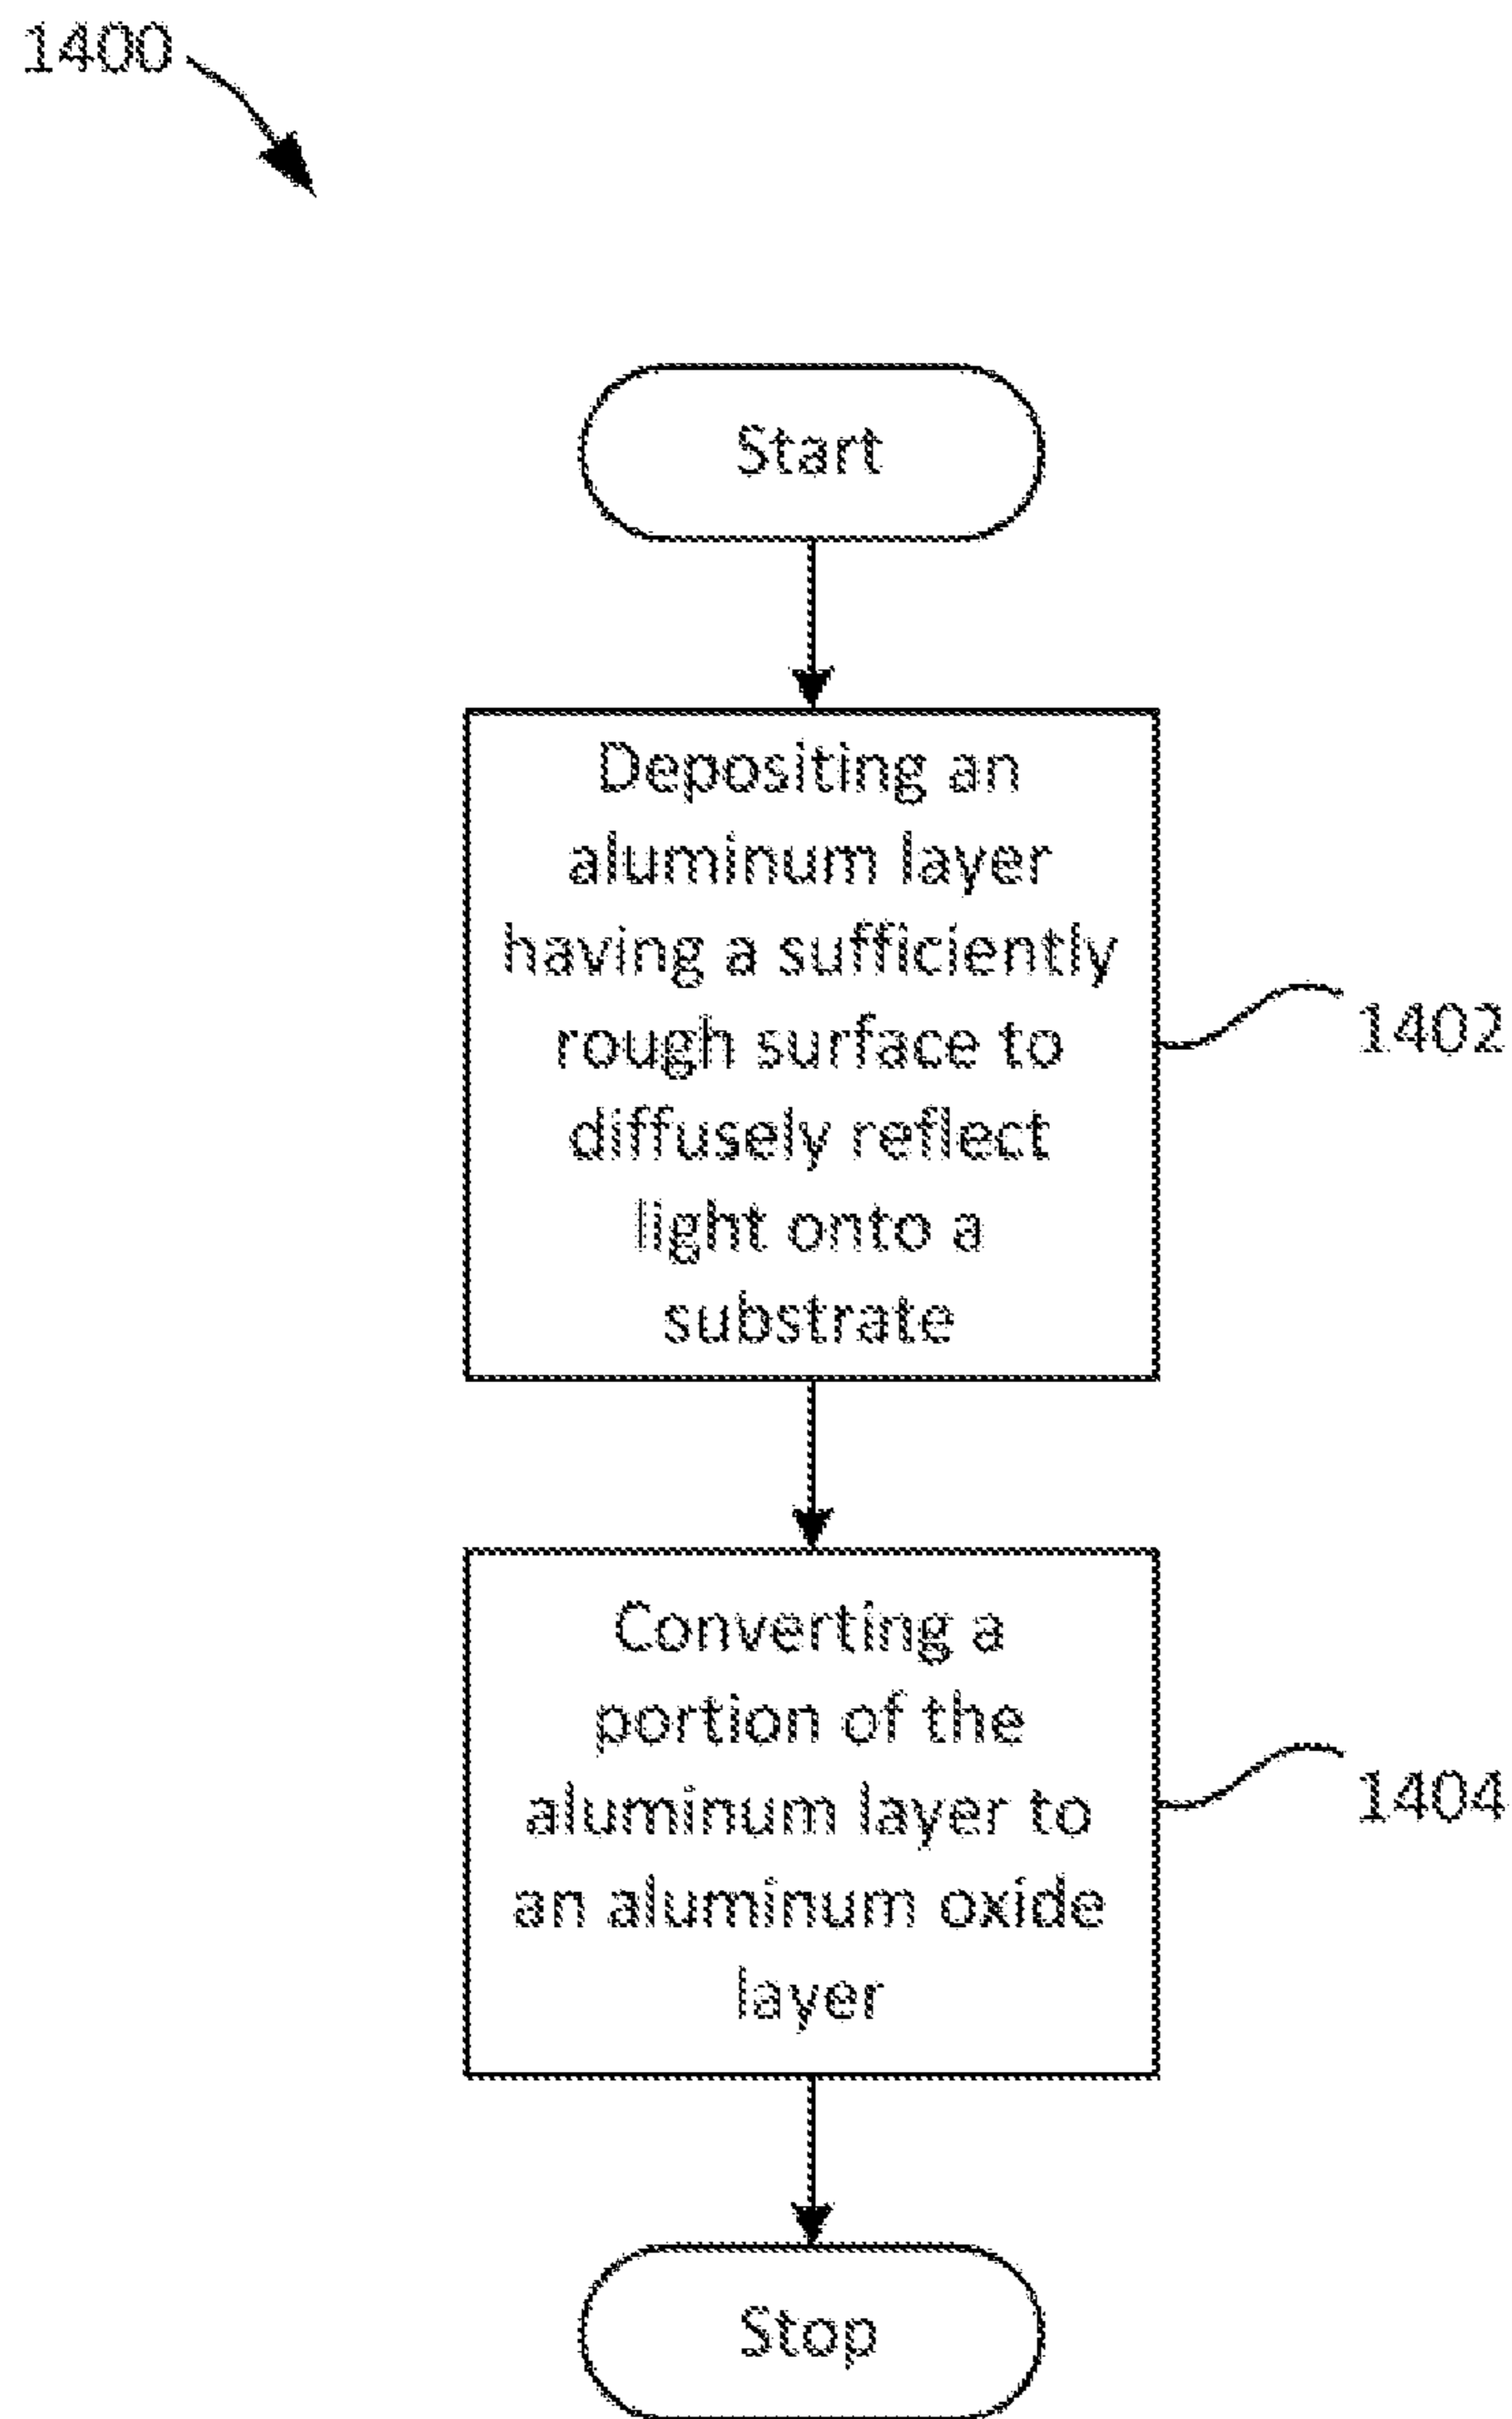 1400
Start
Depositing an
aluminum layer
having a sufficiently
rough surface to
diffusely reflect
light onto a
substrate
1402
Converting a
portion of the
aluminum layer to
an aluminum oxide
layer
1404
Stop